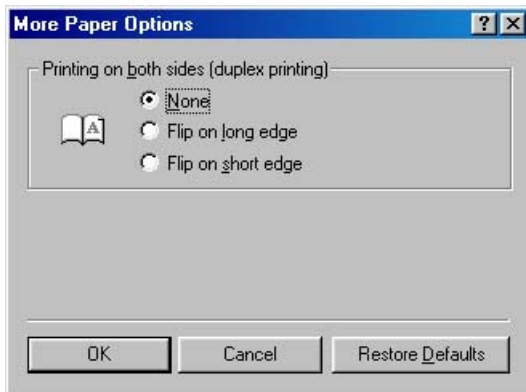 More Paper Options
Printing on both sides (duplex printing)
None
A
Flip on long edge
Flip on short edge
OK Cancel Restore Defaults